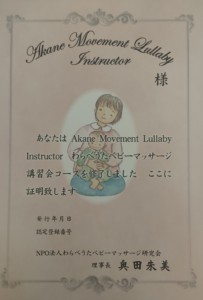 Akane Movement Lullaby
Instructor
様
あなたは Akane Movement Lullaby
Instructor わらべうたベビーマッサージ
講習会コースを修了しました ここに
証明致します
発行年月日
認定登録番号
NPO法人わらべうたベビーマッサージ研究会
理事長 奥田朱美